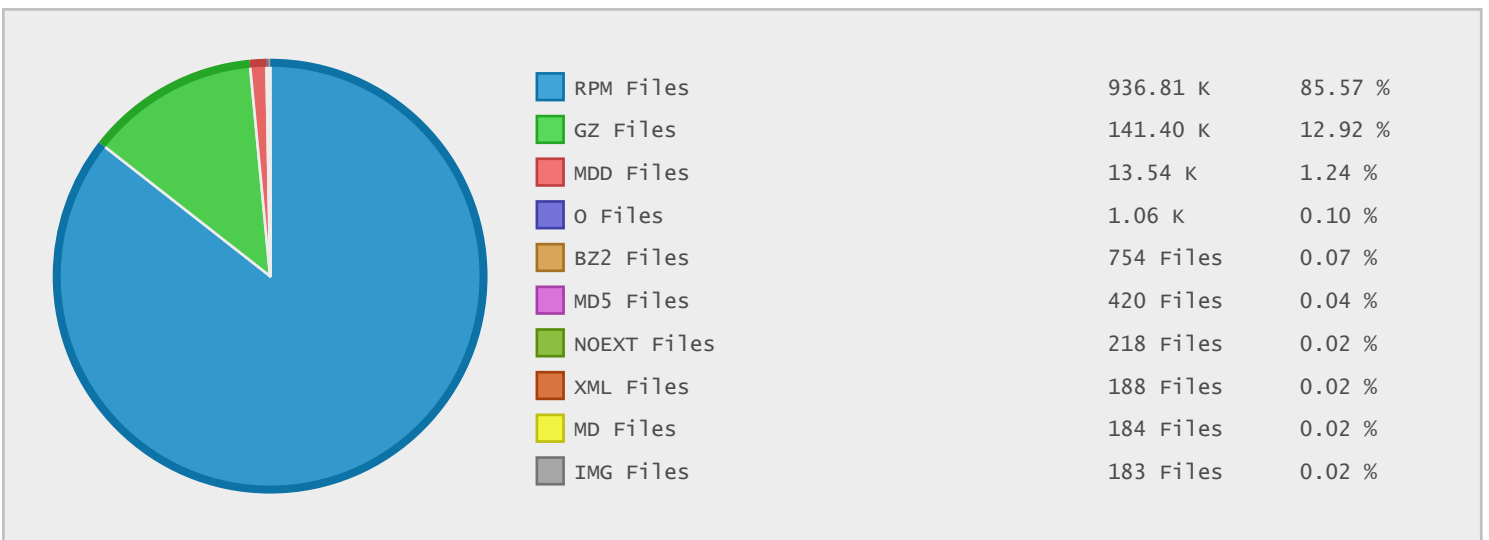 RPM Files 936.81 K 85.57 %
GZ Files 141.40 K 12.92 %
MDD Files 13.54 K 1.24 %
O Files 1.06 K 0.10 %
BZ2 Files 754 Files 0.07 %
MD5 Files 420 Files 0.04 %
NOEXT Files 218 Files 0.02 %
XML Files 188 Files 0.02 %
MD Files 184 Files 0.02 %
IMG Files 183 Files 0.02 %